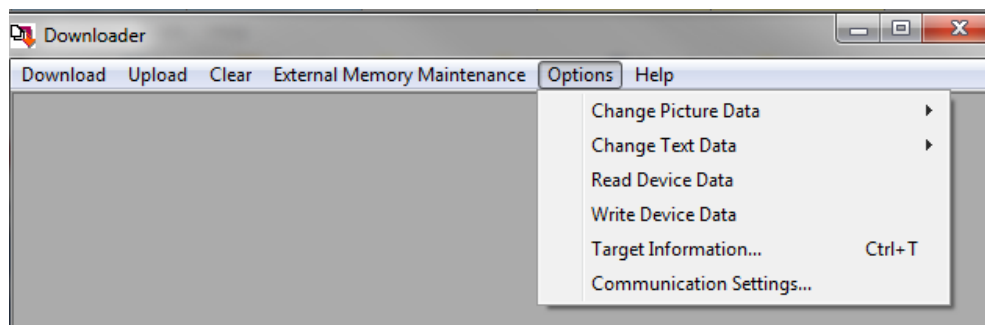 Downloader
Download Upload Clear External Memory Maintenance Options Help
Change Picture Data
Change Text Data
Read Device Data
Write Device Data
Target Information... Ctrl+T
Communication Settings...